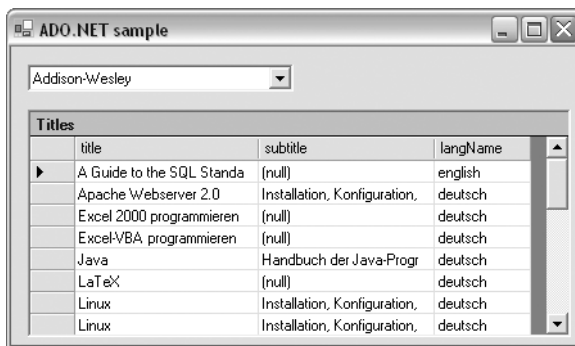 ADO.NET sample
Addison-Wesley
Titles
title subtitle langName
A Guide to the SQL Standa (null) english
Apache Webserver 2.0 Installation, Konfiguration, deutsch
Excel 2000 programmieren (null) deutsch
Excel-VBA programmieren (null) deutsch
Java Handbuch der Java-Progr deutsch
LaTeX (null) deutsch
Linux Installation, Konfiguration, deutsch
Linux Installation, Konfiguration, deutsch